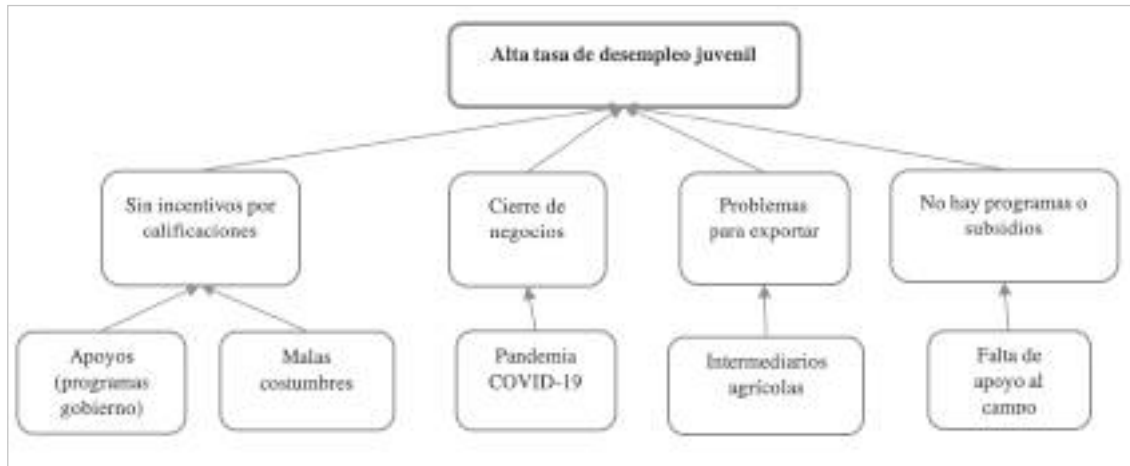 Alta tasa de desempleo juvenil
Sin incentivos por
calificaciones
Cierre de
negocios
Problemas
para exportar
No hay programas o
subsidios
Apoyos
(programas
gobierno)
Malas
costumbres
Pandemia
COVID-19
Intermediarios
agrícolas
Falta de
apoyo al
campo